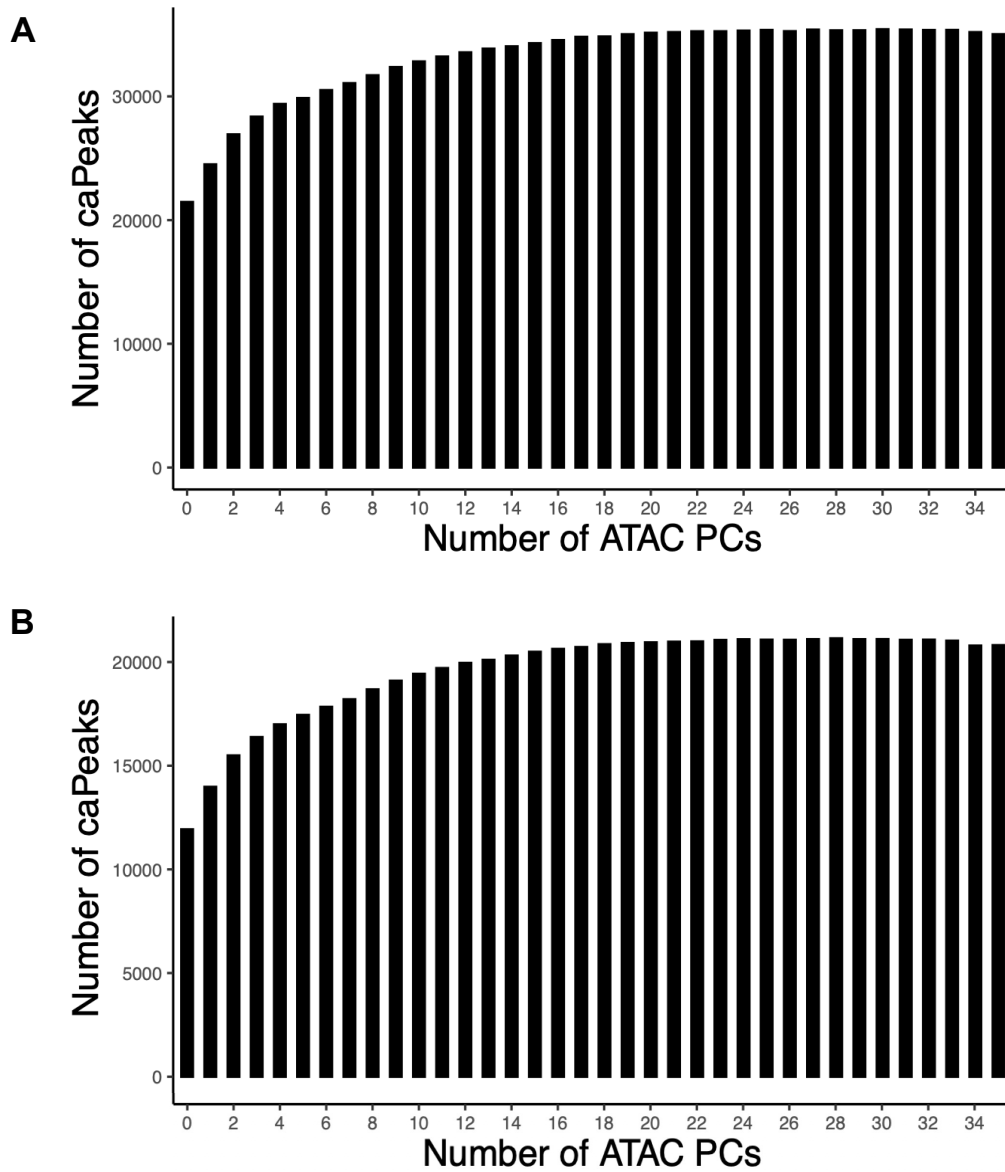 A
Number of caPeaks
30000
20000
10000
0
0 2 4 6 8 10 12 14 16 18 20 22 24 26 28 30 32 34
Number of ATAC PCs
B
Number of caPeaks
20000
15000
10000
5000
0
0 2 4 6 8 10 12 14 16 18 20 22 24 26 28 30 32 34
Number of ATAC PCs